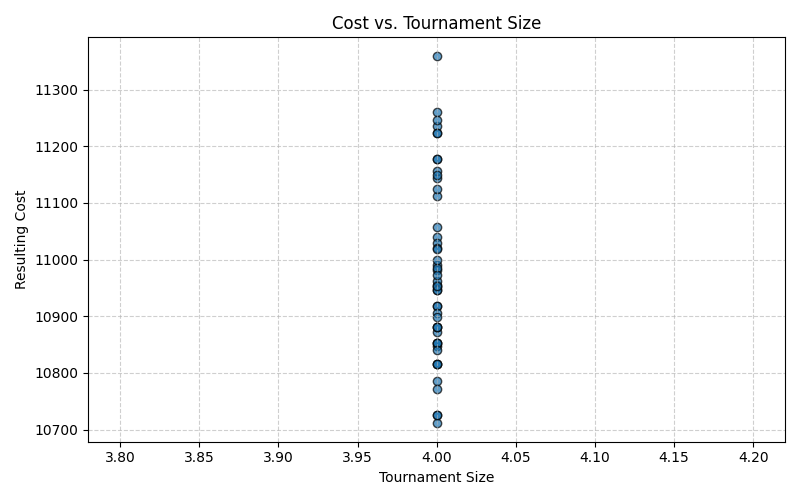 Cost vs. Tournament Size
Resulting Cost
11300
11200
11100
11000
10900
10800
10700
3.80 3.85 3.90 3.95 4.00 4.05 4.10 4.15 4.20
Tournament Size